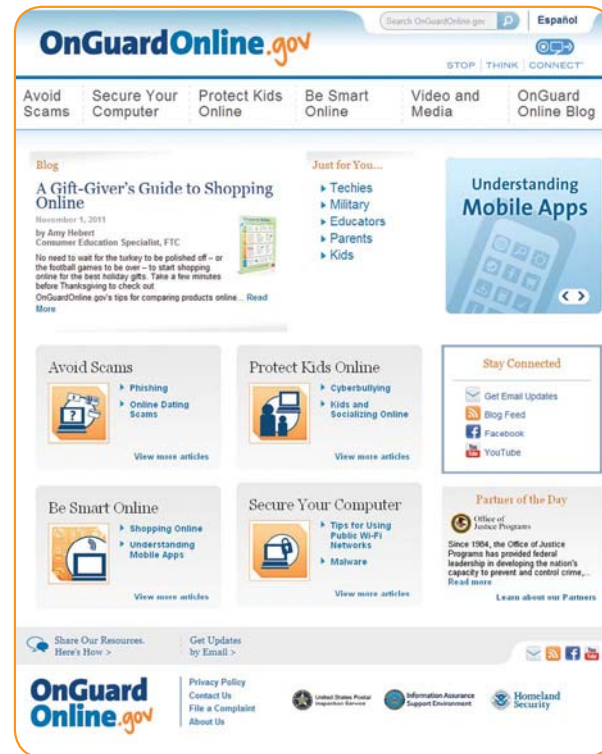 Search OnGuardOnline.gov
Español
OnGuardOnline.gov
STOP | THINK | CONNECT
Avoid Scams
Secure Your Computer
Protect Kids Online
Be Smart Online
Video and Media
OnGuard Online Blog
Blog
A Gift-Giver's Guide to Shopping
Online
November 1, 2011
by Amy Hebert
Consumer Education Specialist, FTC
No need to wait for the turkey to be polished off – or
the football games to be over – to start shopping
online for the best holiday gifts. Take a few minutes
before Thanksgiving to check out
OnGuardOnline.gov's tips for comparing products online... Read
More
Just for You...
Techies
Military
Educators
Parents
Kids
Understanding
Mobile Apps
Avoid Scams
Phishing
Online Dating
Scams
View more articles
Protect Kids Online
Cyberbullying
Kids and
Socializing Online
View more articles
Stay Connected
Get Email Updates
Blog Feed
Facebook
YouTube
Be Smart Online
Shopping Online
Understanding
Mobile Apps
View more articles
Secure Your Computer
Tips for Using
Public Wi-Fi
Networks
Malware
View more articles
Partner of the Day
Office of
Justice Programs
Since 1984, the Office of Justice
Programs has provided federal
leadership in developing the nation's
capacity to prevent and control crime,...
Read more
Learn about our Partners
Share Our Resources.
Here's How >
Get Updates
by Email >
OnGuard
Online.gov
Privacy Policy
Contact Us
File a Complaint
About Us
United States Postal
Inspection Service
Information Assurance
Support Environment
Homeland
Security